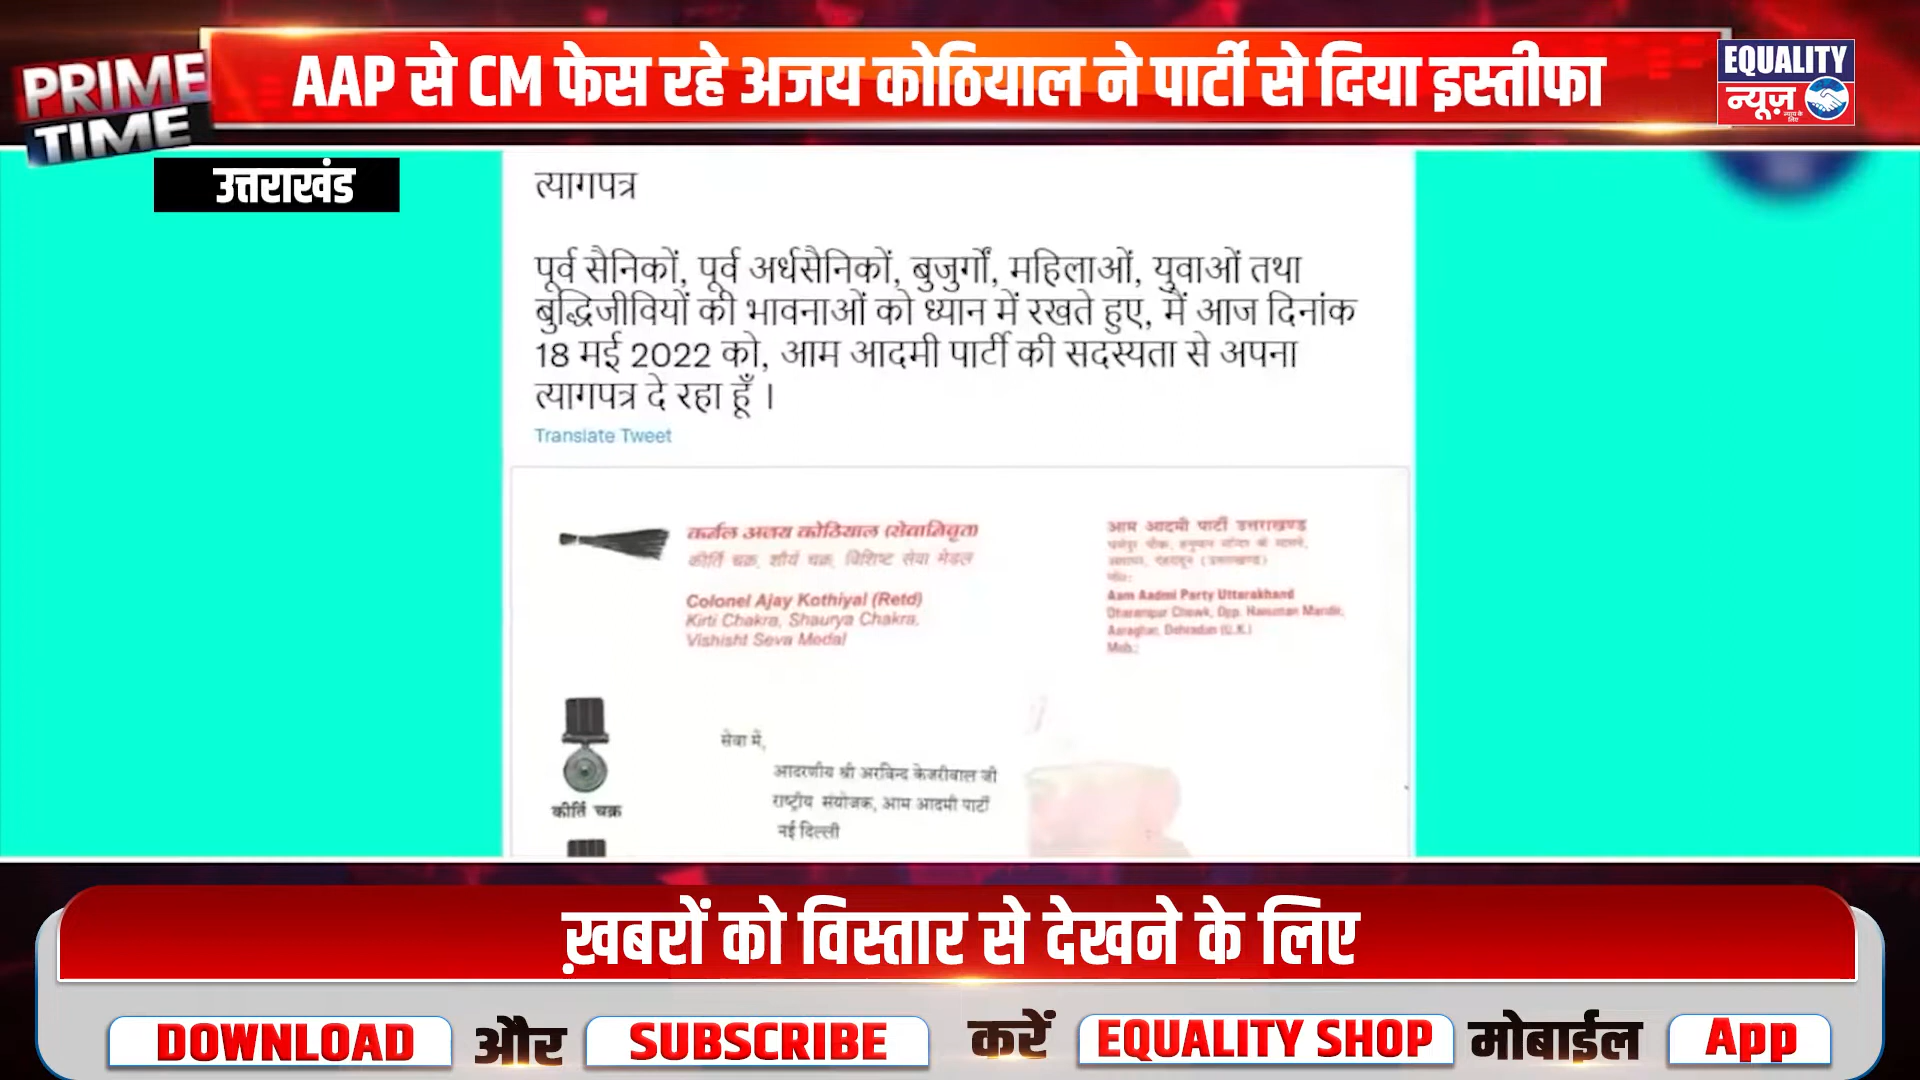 PRIME
TIME
AAP से CM फेस रहे अजय कोठियाल ने पार्टी से दिया इस्तीफा
EQUALITY
न्यूज़
उत्तराखंड
त्यागपत्र
पूर्व सैनिकों, पूर्व अर्धसैनिकों, बुजुर्गों, महिलाओं, युवाओं तथा
बुद्धिजीवियों की भावनाओं को ध्यान में रखते हुए, मैं आज दिनांक
18 मई 2022 को, आम आदमी पार्टी की सदस्यता से अपना
त्यागपत्र दे रहा हूँ ।
Translate Tweet
कर्नल अजय कोठियाल (सेवानिवृत)
कीर्ति चक्र, शौर्य चक्र, विशिष्ट सेवा मेडल
Colonel Ajay Kothiyal (Retd)
Kirti Chakra, Shaurya Chakra,
Vishisht Seva Medal
आम आदमी पार्टी उत्तराखण्ड
Aam Aadmi Party Uttarakhand
Dharampur Chowk, Opp. Hanuman Mandir,
Aaraghar, Dehradun (U.K.)
Mob.:
कीर्ति चक्र
सेवा में,
आदरणीय श्री अरविन्द केजरीवाल जी
राष्ट्रीय संयोजक, आम आदमी पार्टी
नई दिल्ली
ख़बरों को विस्तार से देखने के लिए
DOWNLOAD और SUBSCRIBE करें EQUALITY SHOP मोबाईल App